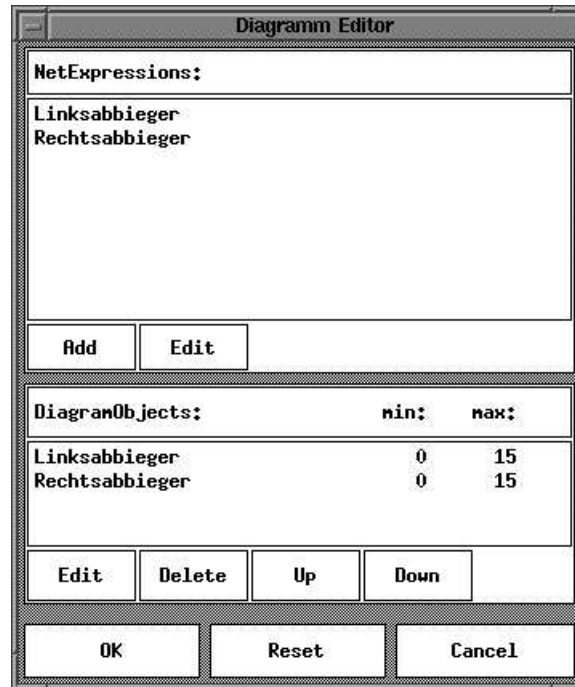 Diagramm Editor
NetExpressions:
Linksabbieger
Rechtsabbieger
Add Edit
DiagramObjects: min: max:
Linksabbieger 0 15
Rechtsabbieger 0 15
Edit Delete Up Down
OK Reset Cancel